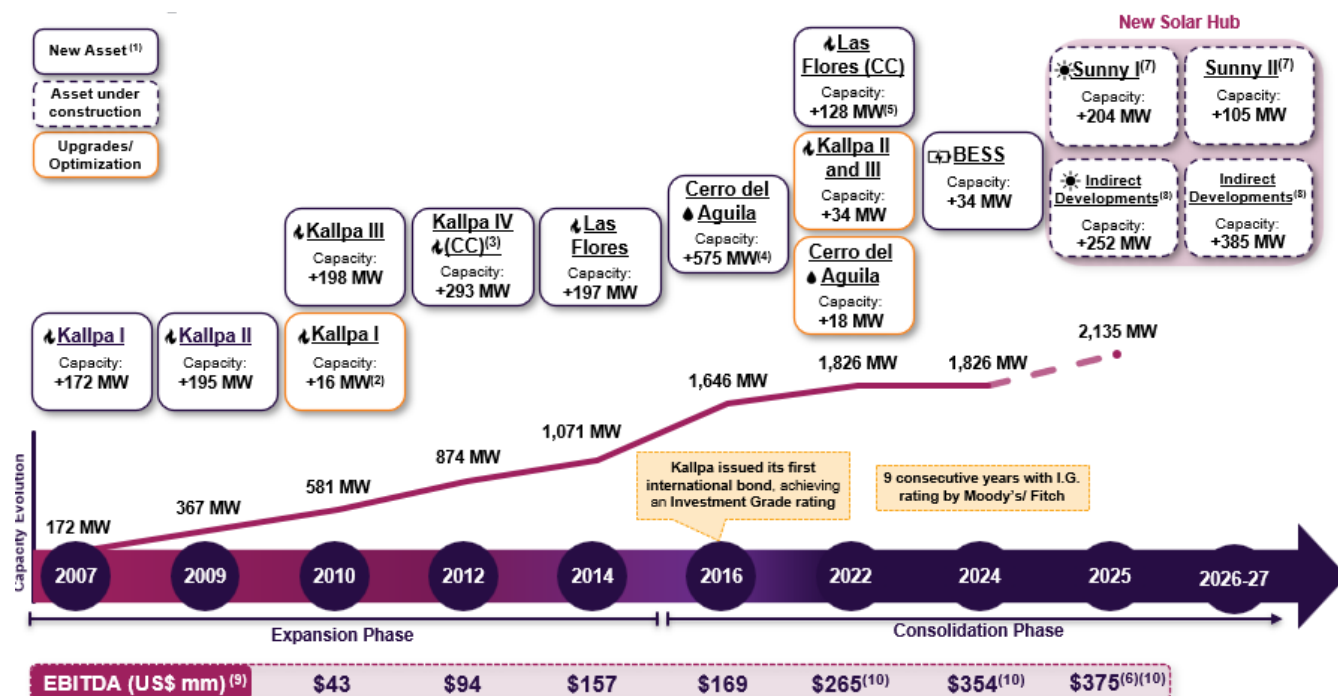 New Solar Hub
New Asset (1)
Asset under
construction
Upgrades/
Optimization
Kallpa I
Capacity:
+172 MW
Kallpa II
Capacity:
+195 MW
Kallpa III
Capacity:
+198 MW
Kallpa I
Capacity:
+16 MW(2)
Kallpa IV
(CC)(3)
Capacity:
+293 MW
Las
Flores
Capacity:
+197 MW
Cerro del
Aguila
Capacity:
+575 MW(4)
Las
Flores (CC)
Capacity:
+128 MW(5)
Kallpa II
and III
Capacity:
+34 MW
Cerro del
Aguila
Capacity:
+18 MW
BESS
Capacity:
+34 MW
Sunny I(7)
Capacity:
+204 MW
Sunny II(7)
Capacity:
+105 MW
Indirect
Developments(8)
Capacity:
+252 MW
Indirect
Developments(8)
Capacity:
+385 MW
Capacity Evolution
172 MW
367 MW
581 MW
874 MW
1,071 MW
1,646 MW
1,826 MW
1,826 MW
2,135 MW
Kallpa issued its first
international bond, achieving
an Investment Grade rating
9 consecutive years with I.G.
rating by Moody's/ Fitch
2007 2009 2010 2012 2014 2016 2022 2024 2025 2026-27
Expansion Phase Consolidation Phase
EBITDA (US$ mm) (9) $43 $94 $157 $169 $265(10) $354(10) $375(6)(10)